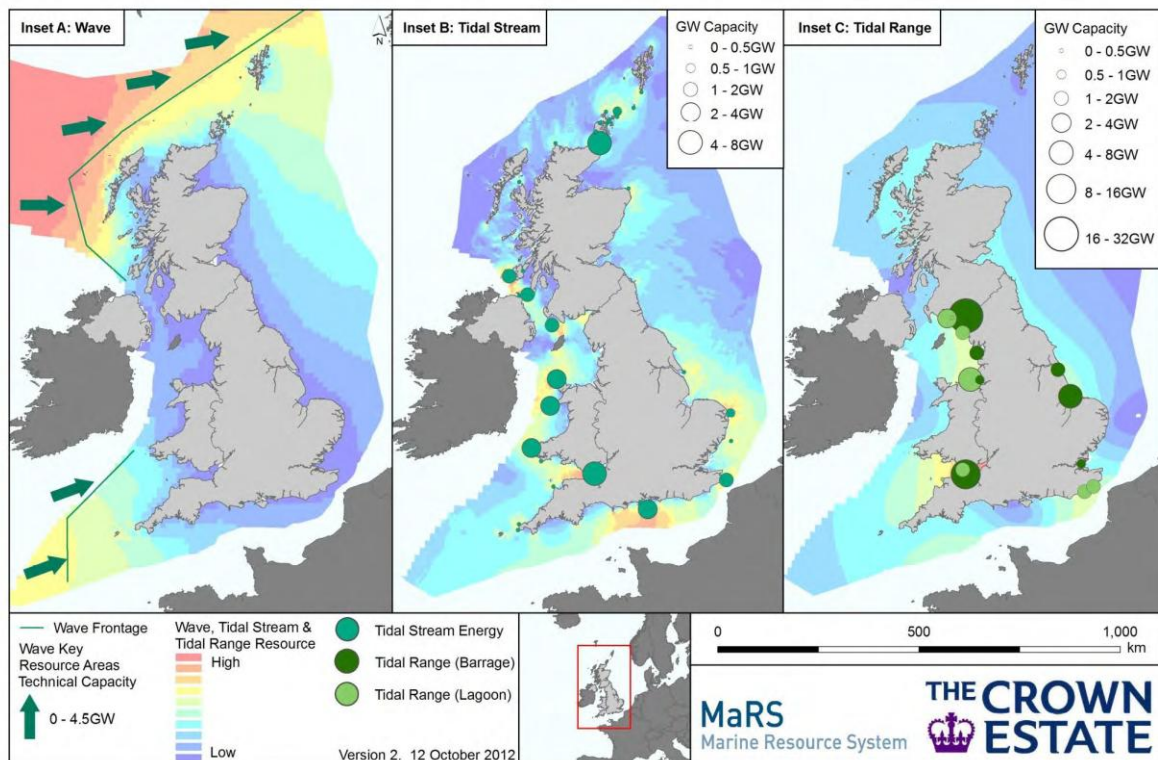 Inset A: Wave
N
Inset B: Tidal Stream
GW Capacity
0 - 0.5GW
0.5 - 1GW
1 - 2GW
2 - 4GW
4 - 8GW
Inset C: Tidal Range
GW Capacity
0 - 0.5GW
0.5 - 1GW
1 - 2GW
2 - 4GW
4 - 8GW
8 - 16GW
16 - 32GW
Wave Frontage
Wave Key
Resource Areas
Technical Capacity
0 - 4.5GW
Wave, Tidal Stream &
Tidal Range Resource
High
Low
Tidal Stream Energy
Tidal Range (Barrage)
Tidal Range (Lagoon)
Version 2, 12 October 2012
0 500 1,000
km
MaRS
Marine Resource System
THE CROWN
ESTATE